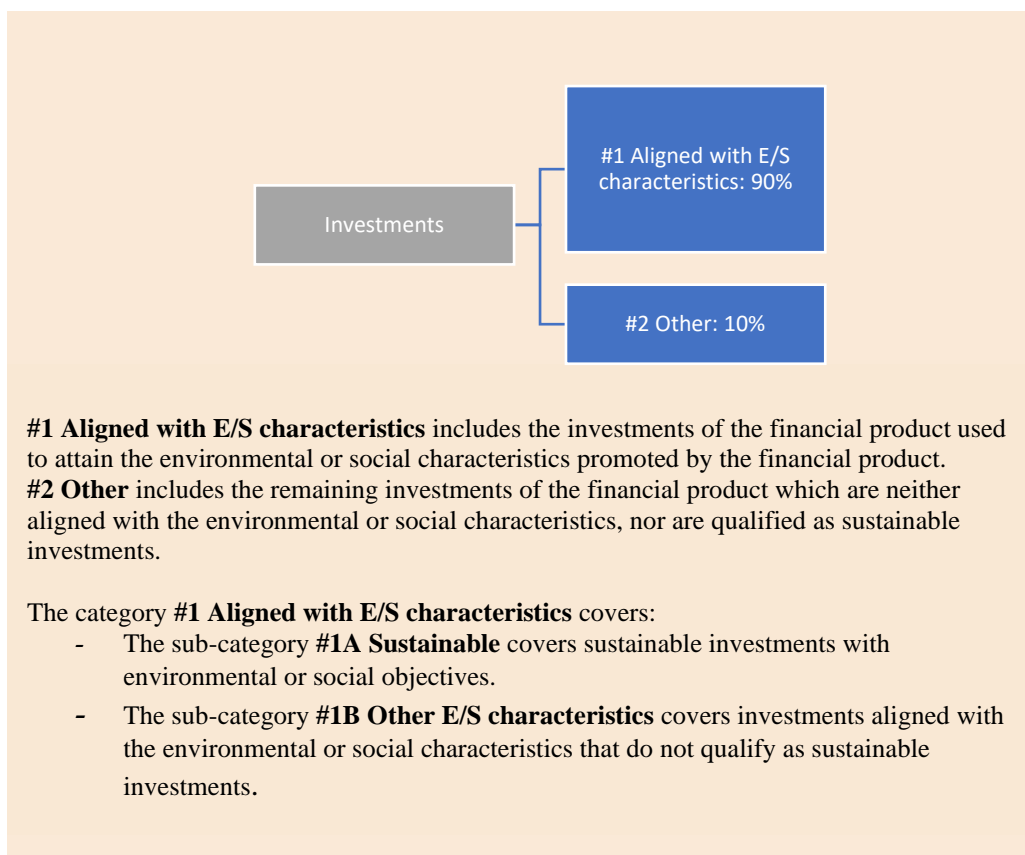 #1 Aligned with E/S
characteristics: 90%
Investments
#2 Other: 10%
#1 Aligned with E/S characteristics includes the investments of the financial product used
to attain the environmental or social characteristics promoted by the financial product.
#2 Other includes the remaining investments of the financial product which are neither
aligned with the environmental or social characteristics, nor are qualified as sustainable
investments.
The category #1 Aligned with E/S characteristics covers:
- The sub-category #1A Sustainable covers sustainable investments with
environmental or social objectives.
- The sub-category #1B Other E/S characteristics covers investments aligned with
the environmental or social characteristics that do not qualify as sustainable
investments.